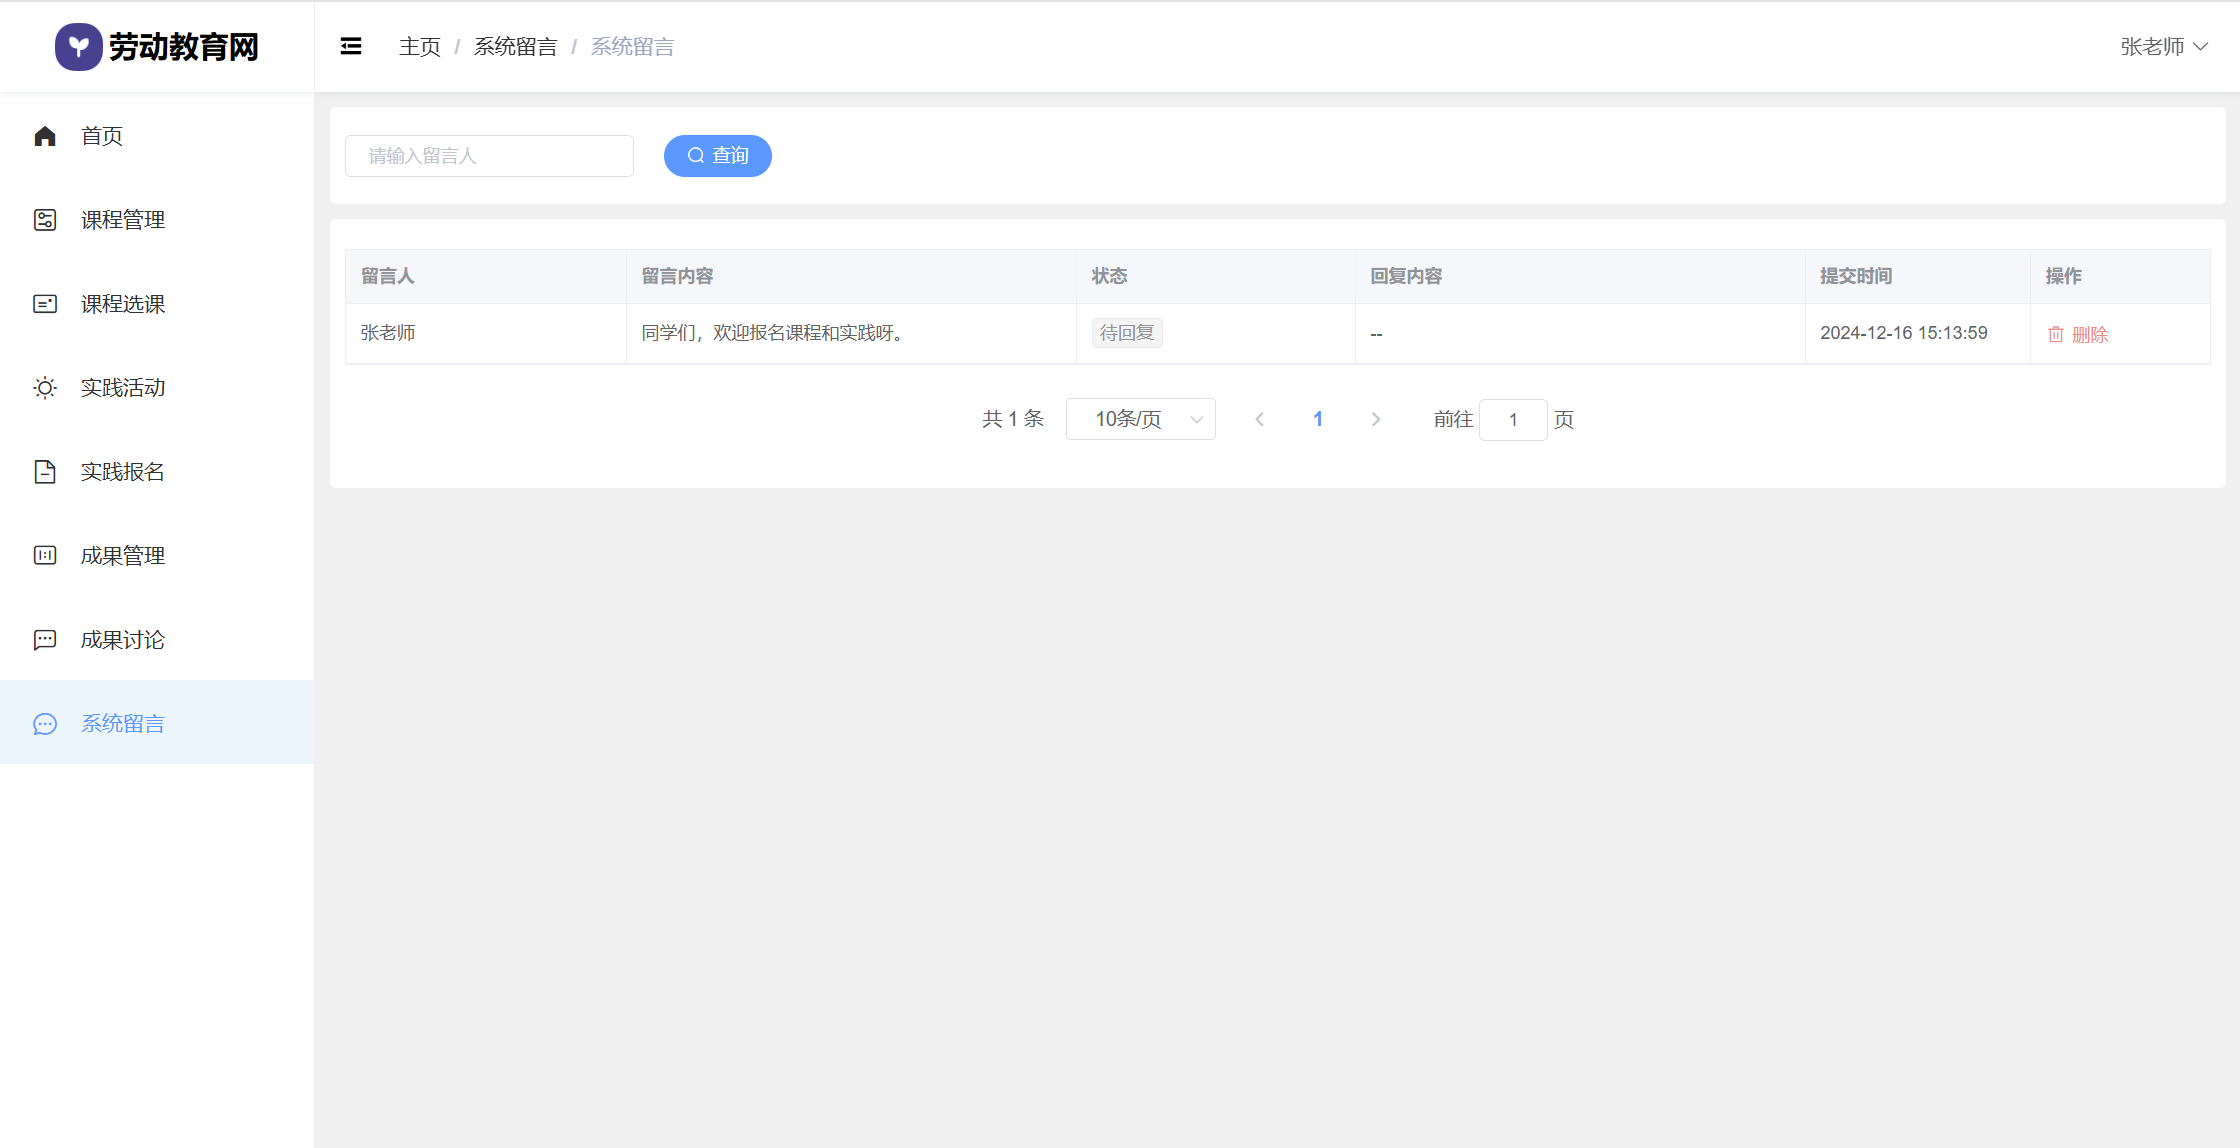 劳动教育网
主页 / 系统留言 / 系统留言
张老师
首页
课程管理
课程选课
实践活动
实践报名
成果管理
成果讨论
系统留言
请输入留言人
查询
留言人 留言内容 状态 回复内容 提交时间 操作
张老师 同学们，欢迎报名课程和实践呀。 待回复 -- 2024-12-16 15:13:59 删除
共 1 条 10条/页 1 前往 1 页